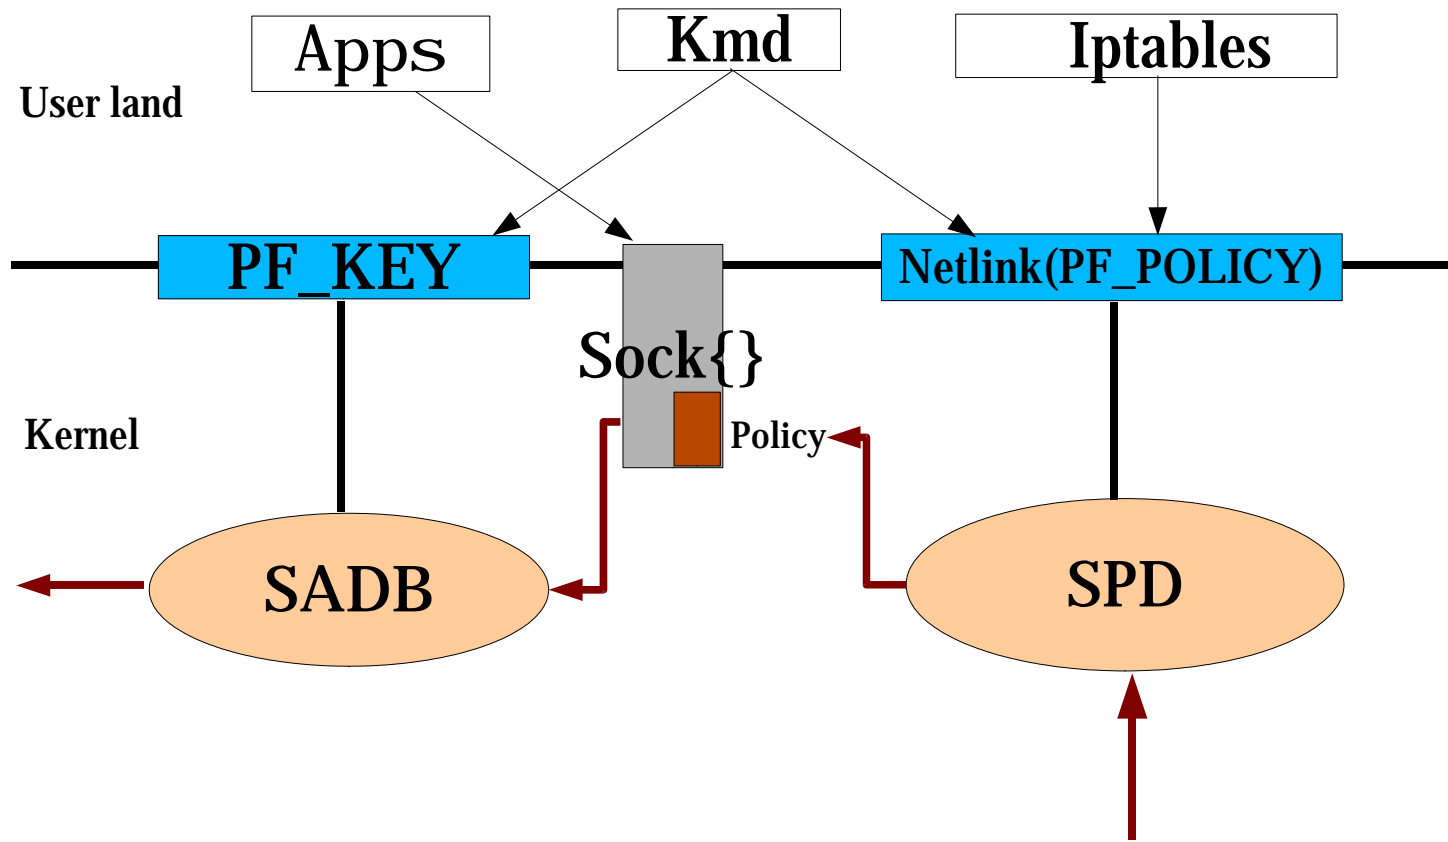 Apps
Kmd
Iptables
User land
PF_KEY
Netlink(PF_POLICY)
Sock{}
Kernel
Policy
SADB
SPD